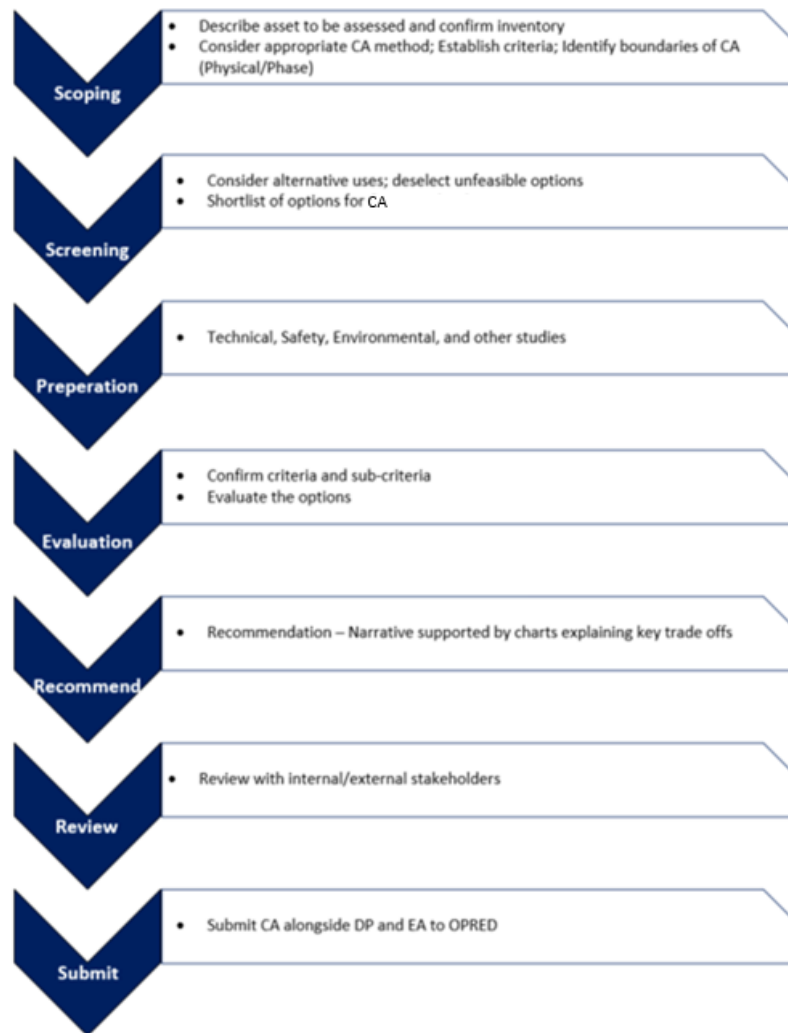 • Describe asset to be assessed and confirm inventory
• Consider appropriate CA method; Establish criteria; Identify boundaries of CA
(Physical/Phase)
Scoping
• Consider alternative uses; deselect unfeasible options
• Shortlist of options for CA
Screening
• Technical, Safety, Environmental, and other studies
Preperation
• Confirm criteria and sub-criteria
• Evaluate the options
Evaluation
• Recommendation – Narrative supported by charts explaining key trade offs
Recommend
• Review with internal/external stakeholders
Review
• Submit CA alongside DP and EA to OPRED
Submit